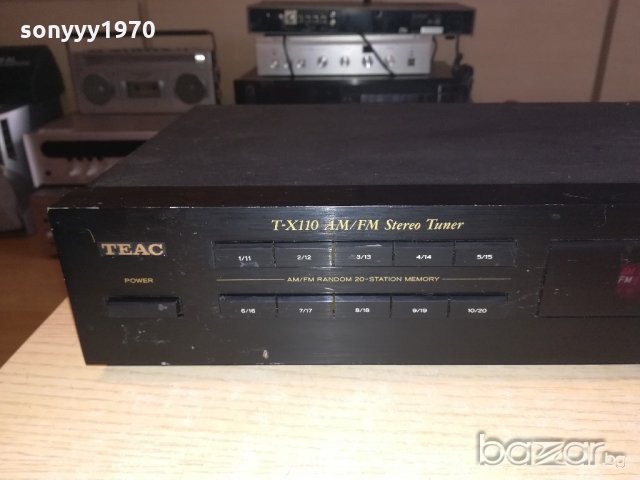 sonyyy1970
T-X110 AM/FM Stereo Tuner
TEAC
1/11 2/12 3/13 4/14 5/15
POWER
AM/FM RANDOM 20-STATION MEMORY
FM
6/16 7/17 8/18 9/19 10/20
bazar.bg